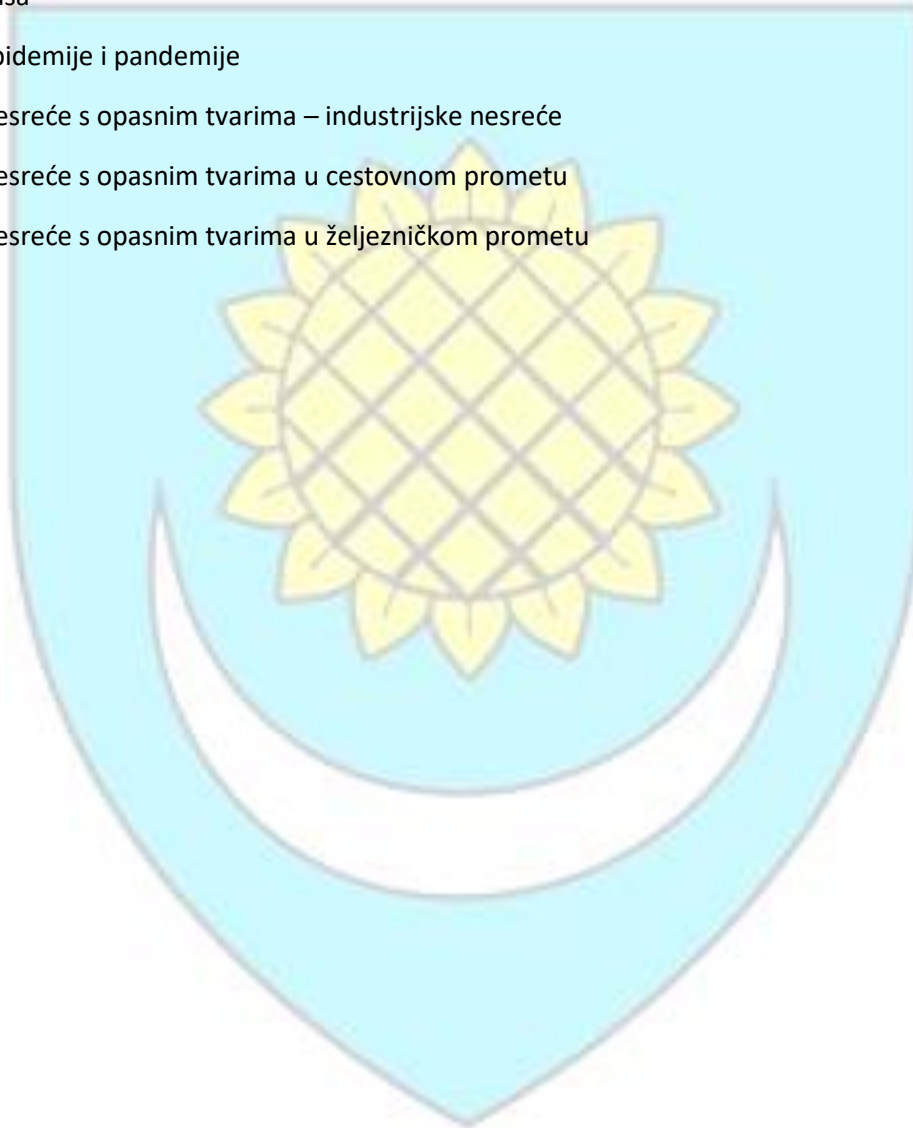 pidemije i pandemije
esreće s opasnim tvarima – industrijske nesreće
esreće s opasnim tvarima u cestovnom prometu
esreće s opasnim tvarima u željezničkom prometu